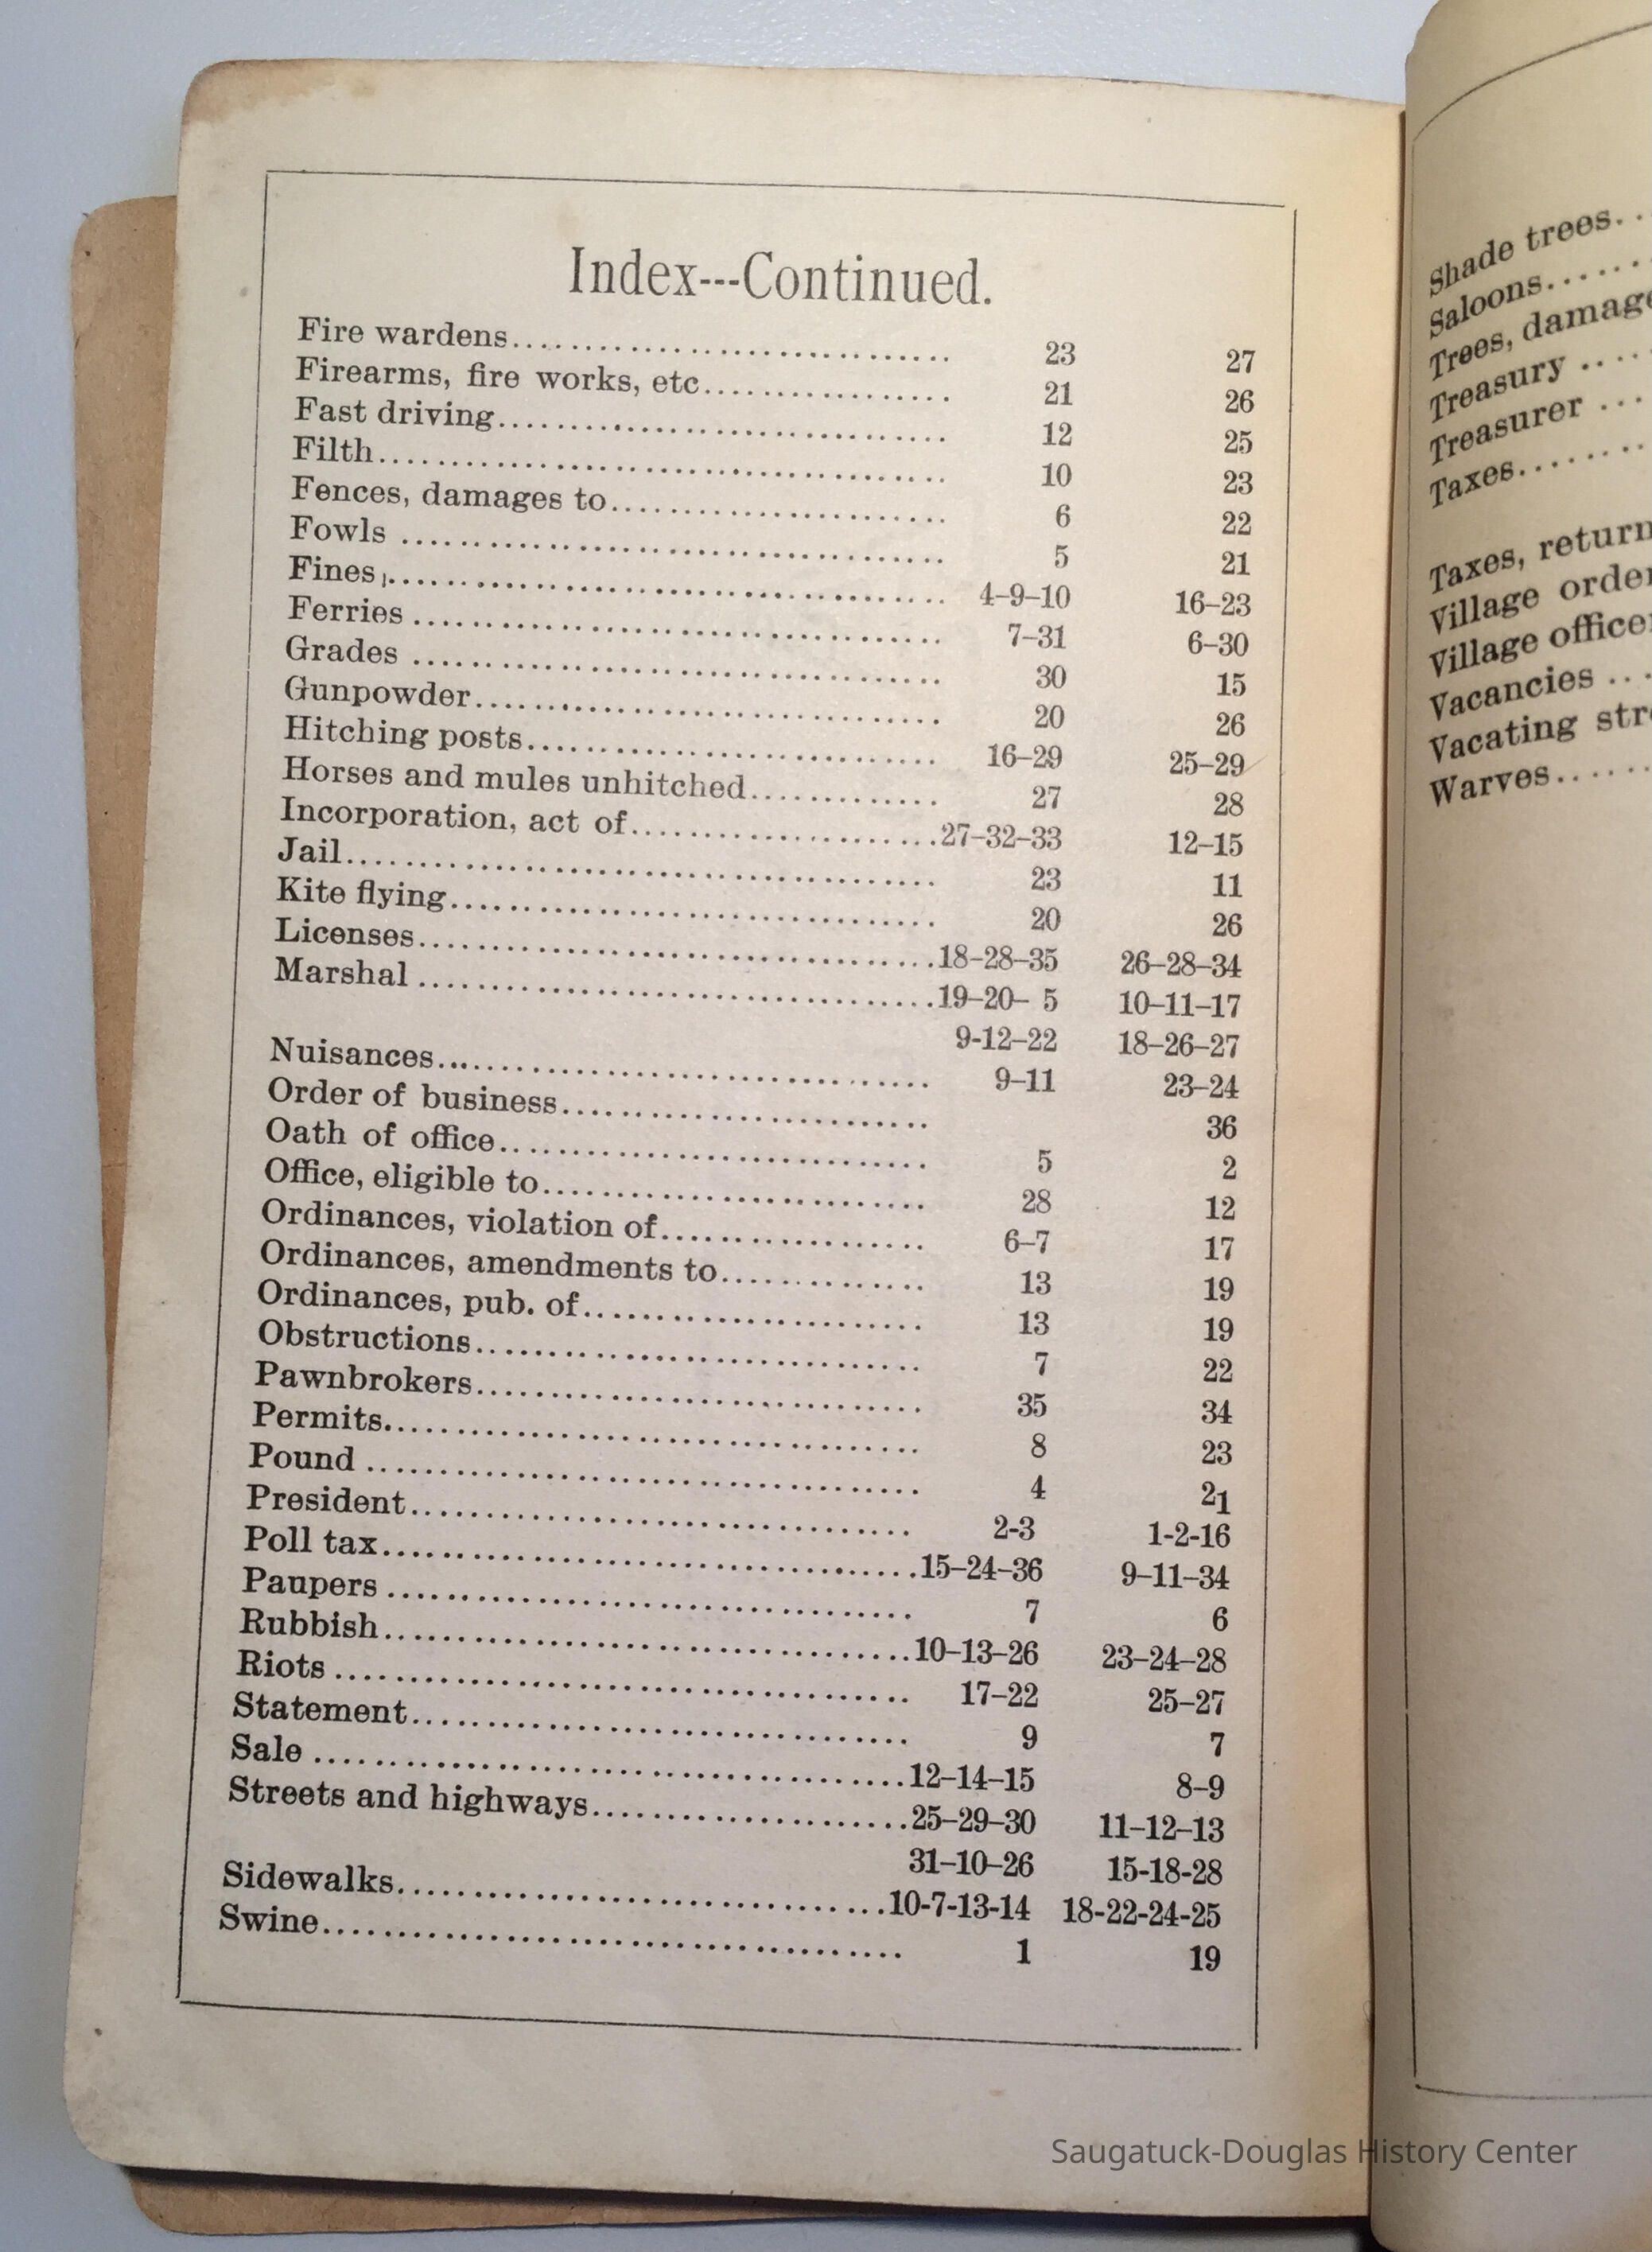 Index---Continued.
Fire wardens.............................. 23 27
Firearms, fire works, etc................. 21 26
Fast driving.............................. 12 25
Filth..................................... 10 23
Fences, damages to........................ 6 22
Fowls .................................... 5 21
Fines,.................................... 4-9-10 16-23
Ferries .................................. 7-31 6-30
Grades ................................... 30 15
Gunpowder................................. 20 26
Hitching posts............................ 16-29 25-29
Horses and mules unhitched............. 27 28
Incorporation, act of.....................27-32-33 12-15
Jail...................................... 23 11
Kite flying............................... 20 26
Licenses..................................18-28-35 26-28-34
Marshal ..................................19-20- 5 10-11-17
9-12-22 18-26-27
Nuisances................................. 9-11 23-24
Order of business......................... 36
Oath of office............................ 5 2
Office, eligible to....................... 28 12
Ordinances, violation of.................. 6-7 17
Ordinances, amendments to.............. 13 19
Ordinances, pub. of....................... 13 19
Obstructions.............................. 7 22
Pawnbrokers............................... 35 34
Permits................................... 8 23
Pound .................................... 4 21
President................................. 2-3 1-2-16
Poll tax..................................15-24-36 9-11-34
Paupers .................................. 7 6
Rubbish...................................10-13-26 23-24-28
Riots .................................... 17-22 25-27
Statement................................. 9 7
Sale .....................................12-14-15 8-9
Streets and highways.....................25-29-30 11-12-13
31-10-26 15-18-28
Sidewalks.................................10-7-13-14 18-22-24-25
Swine..................................... 1 19
Shade trees...
Saloons.......
Trees, damage
Treasury ....
Treasurer ...
Taxes........
Taxes, return
Village order
Village officer
Vacancies ...
Vacating stre
Warves......
Saugatuck-Douglas History Center